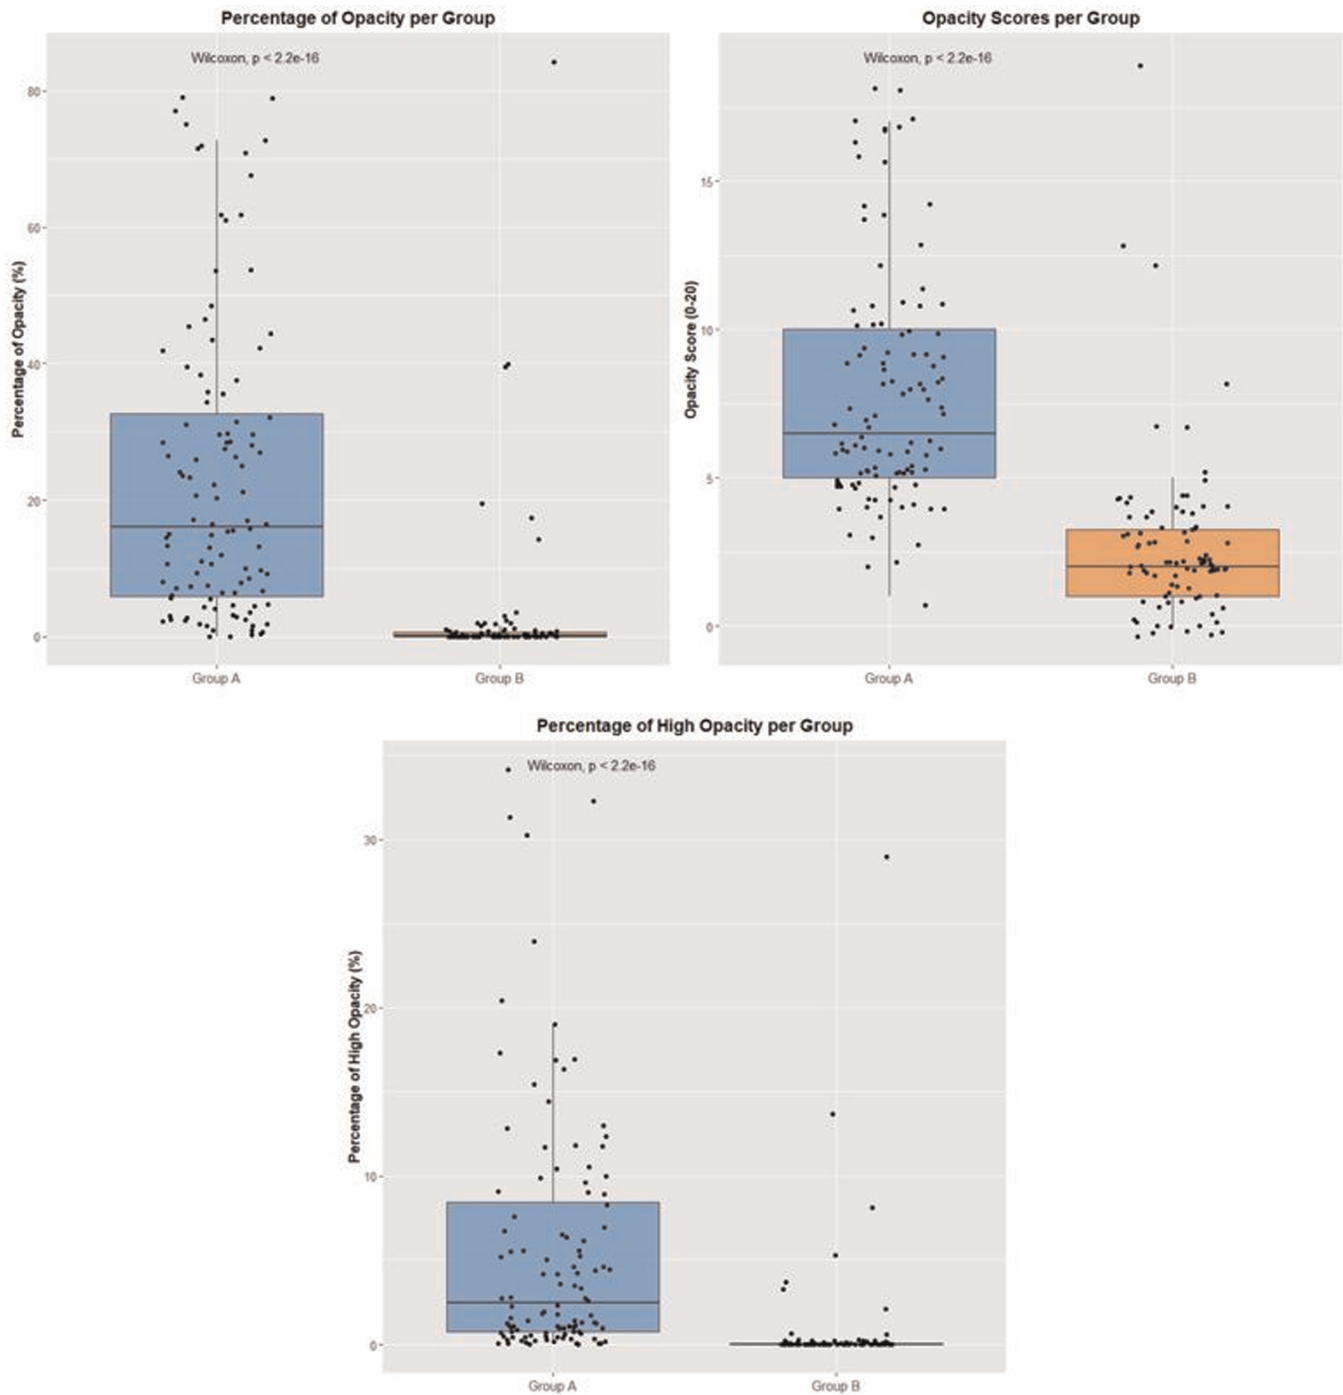 Percentage of Opacity per Group
Wilcoxon, p < 2.2e-16
Percentage of Opacity (%)
80
60
40
20
0
Group A
Group B
Opacity Scores per Group
Wilcoxon, p < 2.2e-16
Opacity Score (0-20)
15
10
5
0
Group A
Group B
Percentage of High Opacity per Group
Wilcoxon, p < 2.2e-16
Percentage of High Opacity (%)
30
20
10
0
Group A
Group B